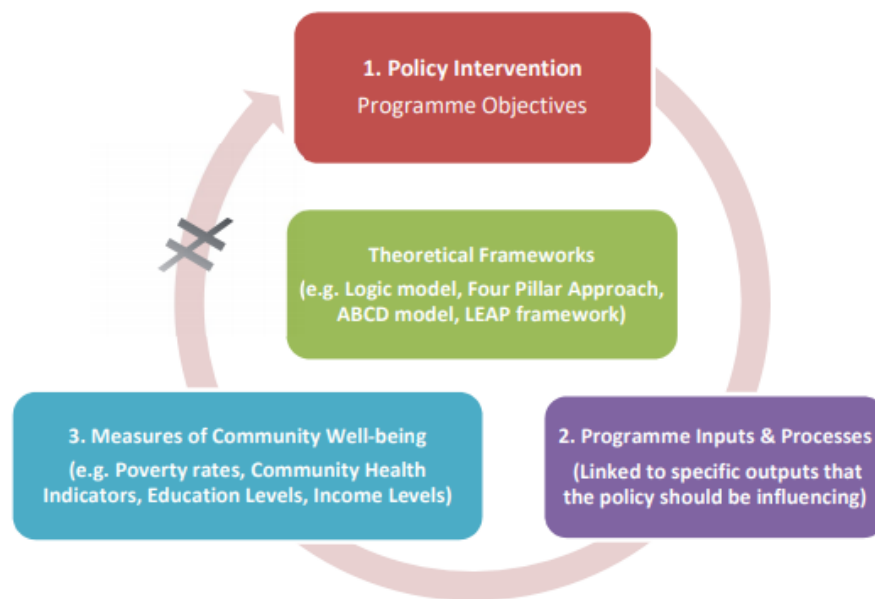 1. Policy Intervention
Programme Objectives
Theoretical Frameworks
(e.g. Logic model, Four Pillar Approach,
ABCD model, LEAP framework)
3. Measures of Community Well-being
(e.g. Poverty rates, Community Health
Indicators, Education Levels, Income Levels)
2. Programme Inputs & Processes
(Linked to specific outputs that
the policy should be influencing)